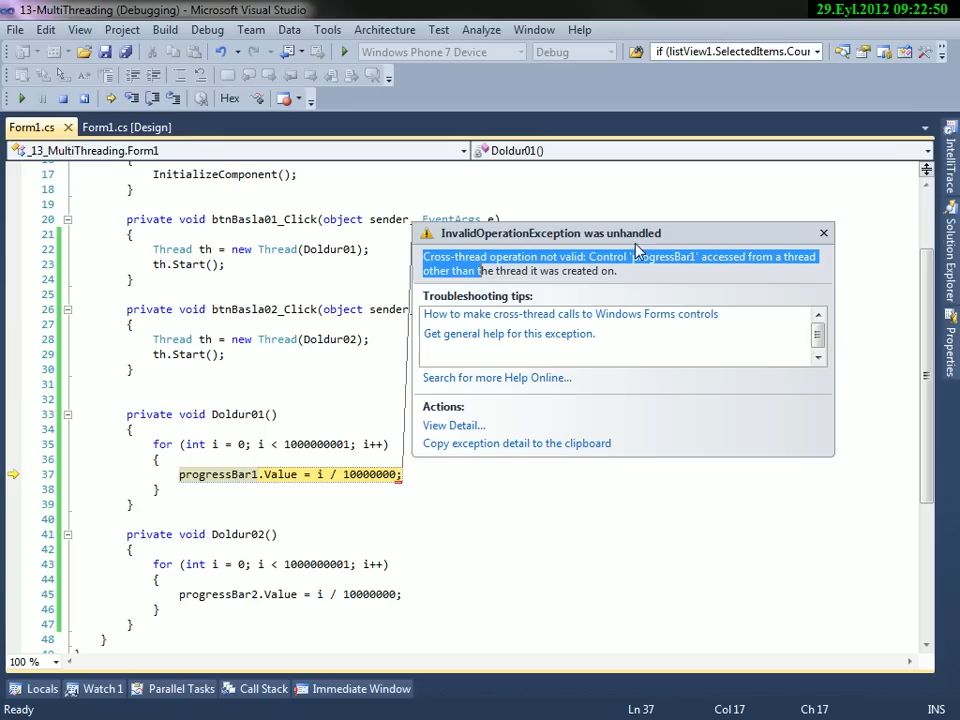 13-MultiThreading (Debugging) - Microsoft Visual Studio
29.Eyl.2012 09:22:50
File Edit View Project Build Debug Team Data Tools Architecture Test Analyze Window Help
Windows Phone 7 Device Debug if (listView1.SelectedItems.Cour
Hex
Form1.cs Form1.cs [Design]
_13_MultiThreading.Form1 Doldur01()
17 InitializeComponent();
18 }
19
20 private void btnBasla01_Click(object sender, EventArgs e)
21 {
22 Thread th = new Thread(Doldur01);
23 th.Start();
24 }
25
26 private void btnBasla02_Click(object sender,
27 {
28 Thread th = new Thread(Doldur02);
29 th.Start();
30 }
31
32
33 private void Doldur01()
34 {
35 for (int i = 0; i < 1000000001; i++)
36 {
37 progressBar1.Value = i / 10000000;
38 }
39 }
40
41 private void Doldur02()
42 {
43 for (int i = 0; i < 1000000001; i++)
44 {
45 progressBar2.Value = i / 10000000;
46 }
47 }
48 }
InvalidOperationException was unhandled
Cross-thread operation not valid: Control 'progressBar1' accessed from a thread
other than the thread it was created on.
Troubleshooting tips:
How to make cross-thread calls to Windows Forms controls
Get general help for this exception.
Search for more Help Online...
Actions:
View Detail...
Copy exception detail to the clipboard
IntelliTrace
Solution Explorer
Properties
100 %
Locals Watch 1 Parallel Tasks Call Stack Immediate Window
Ready Ln 37 Col 17 Ch 17 INS